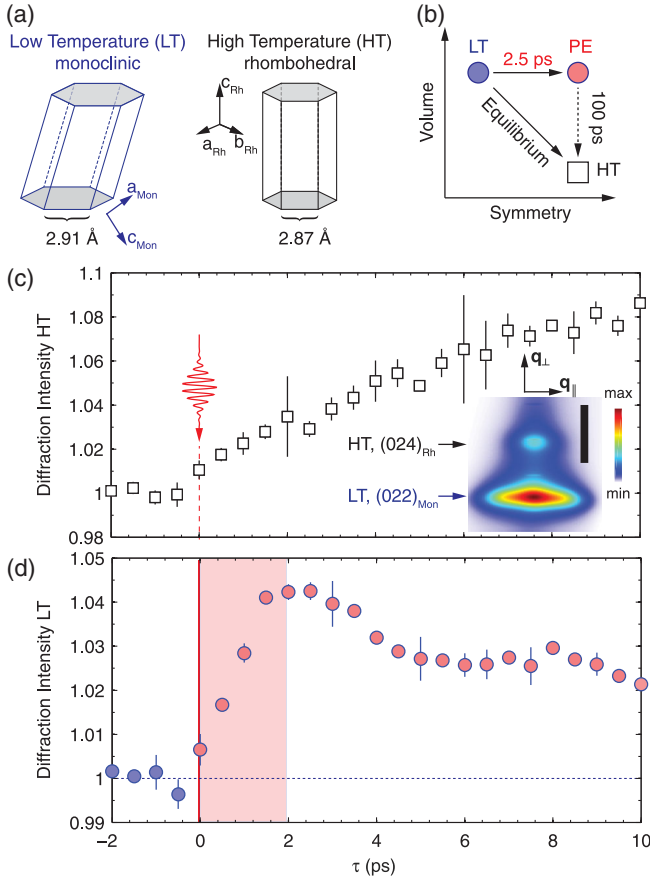 (a)
Low Temperature (LT)
monoclinic
High Temperature (HT)
rhombohedral
c_Rh
a_Rh
b_Rh
a_Mon
c_Mon
2.91 Å
2.87 Å
(b)
LT
PE
2.5 ps
100 ps
Equilibrium
HT
Volume
Symmetry
(c)
Diffraction Intensity HT
1.1
1.08
1.06
1.04
1.02
1
0.98
q⊥
q||
HT, (024)_Rh
LT, (022)_Mon
max
min
(d)
Diffraction Intensity LT
1.05
1.04
1.03
1.02
1.01
1
0.99
−2 0 2 4 6 8 10
τ (ps)